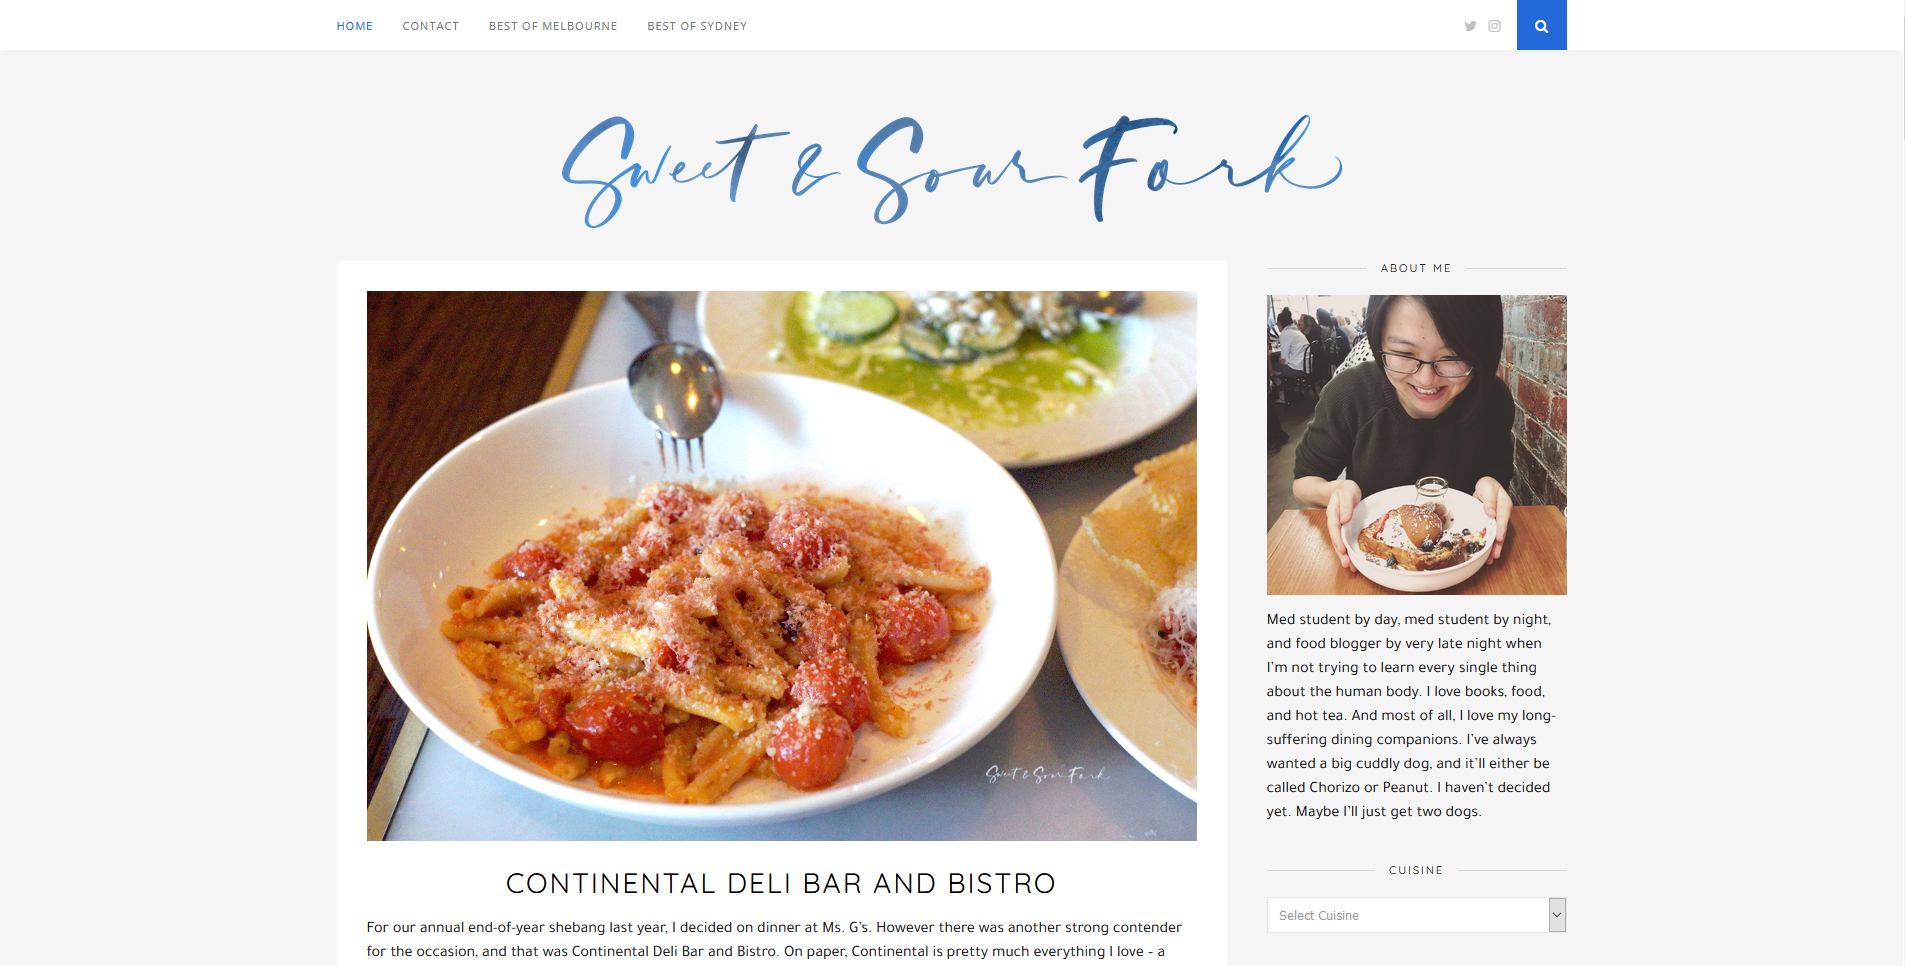 HOME CONTACT BEST OF MELBOURNE BEST OF SYDNEY
Sweet & Sour Fork
Sweet & Sour Fork
CONTINENTAL DELI BAR AND BISTRO
For our annual end-of-year shebang last year, I decided on dinner at Ms. G’s. However there was another strong contender
for the occasion, and that was Continental Deli Bar and Bistro. On paper, Continental is pretty much everything I love – a
ABOUT ME
Med student by day, med student by night,
and food blogger by very late night when
I’m not trying to learn every single thing
about the human body. I love books, food,
and hot tea. And most of all, I love my long-
suffering dining companions. I’ve always
wanted a big cuddly dog, and it’ll either be
called Chorizo or Peanut. I haven’t decided
yet. Maybe I’ll just get two dogs.
CUISINE
Select Cuisine